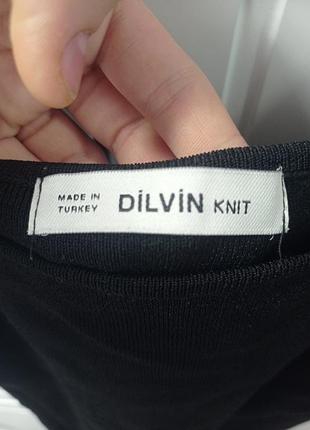 MADE IN
TURKEY
DİLVİN KNIT